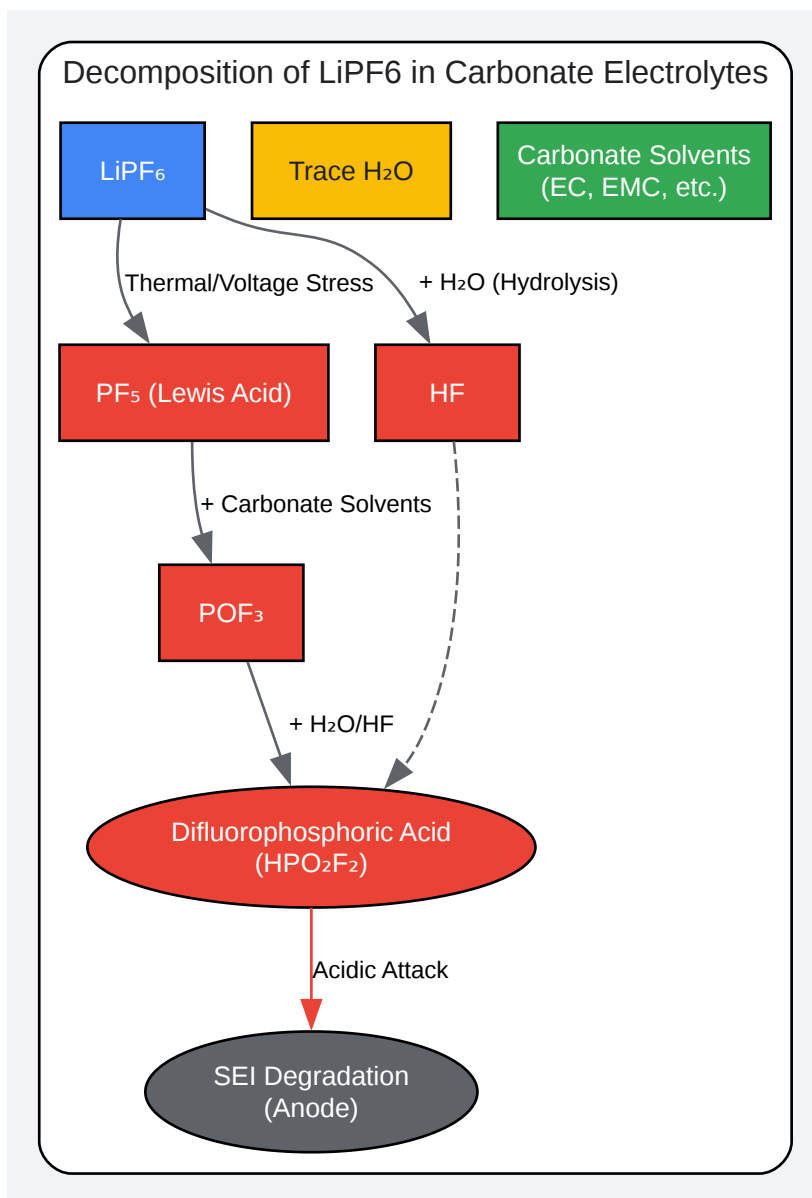 Decomposition of LiPF6 in Carbonate Electrolytes
LiPF₆
Trace H₂O
Carbonate Solvents
(EC, EMC, etc.)
Thermal/Voltage Stress
+ H₂O (Hydrolysis)
PF₅ (Lewis Acid)
HF
+ Carbonate Solvents
POF₃
+ H₂O/HF
Difluorophosphoric Acid
(HPO₂F₂)
Acidic Attack
SEI Degradation
(Anode)